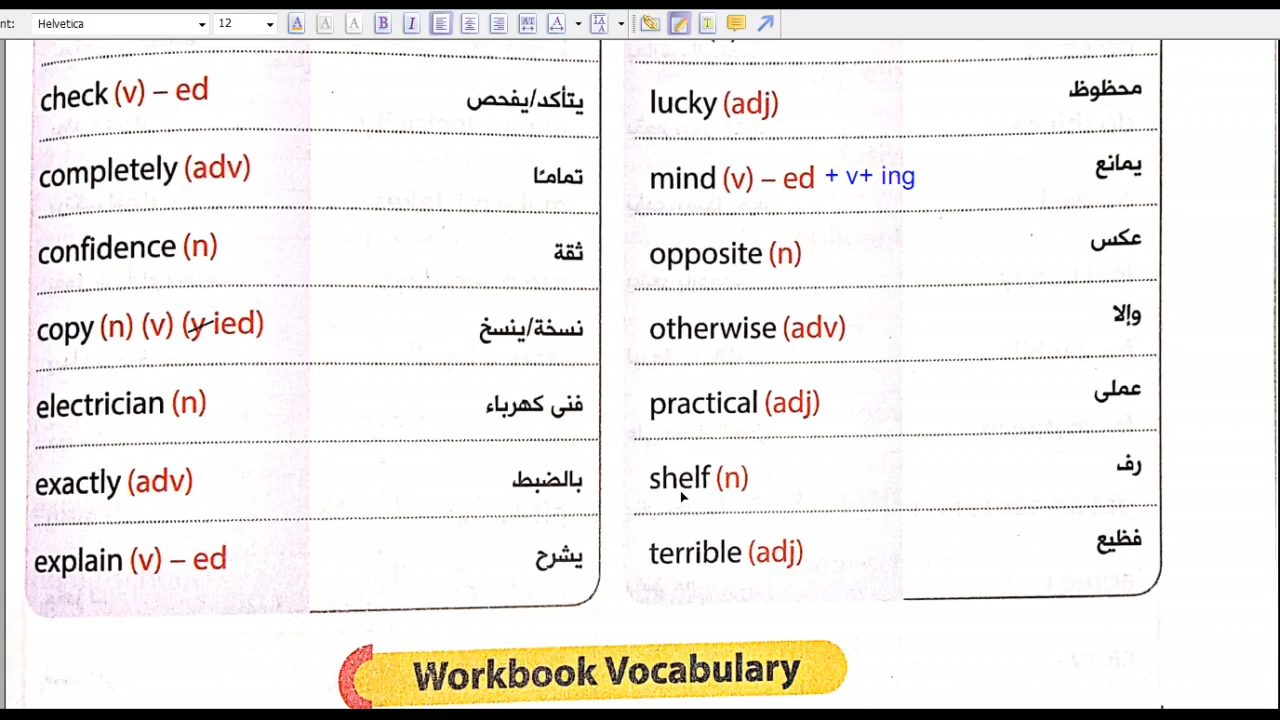 nt: Helvetica 12
check (v) – ed يتأكد/يفحص
completely (adv) تمامًا
confidence (n) ثقة
copy (n) (v) (y ied) نسخة/ينسخ
electrician (n) فنى كهرباء
exactly (adv) بالضبط
explain (v) – ed يشرح
lucky (adj) محظوظ
mind (v) – ed + v+ ing يمانع
opposite (n) عكس
otherwise (adv) وإلا
practical (adj) عملى
shelf (n) رف
terrible (adj) فظيع
Workbook Vocabulary